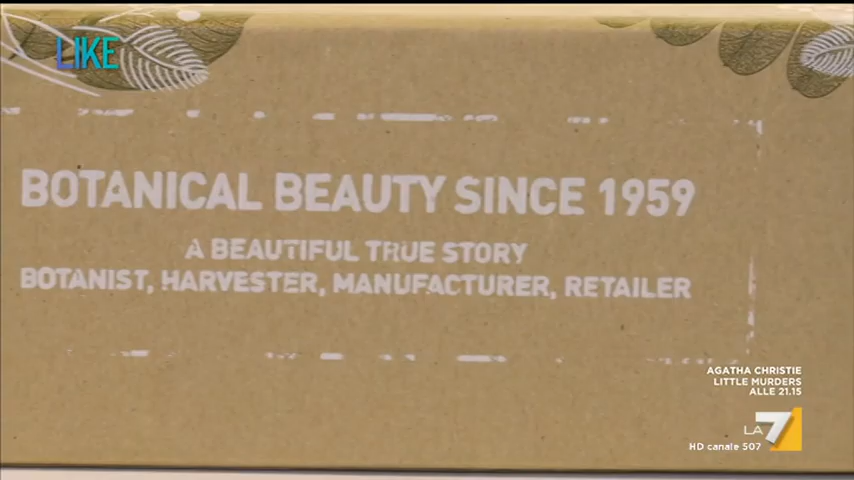 LIKE
BOTANICAL BEAUTY SINCE 1959
A BEAUTIFUL TRUE STORY
BOTANIST, HARVESTER, MANUFACTURER, RETAILER
AGATHA CHRISTIE
LITTLE MURDERS
ALLE 21.15
LA7
HD canale 507